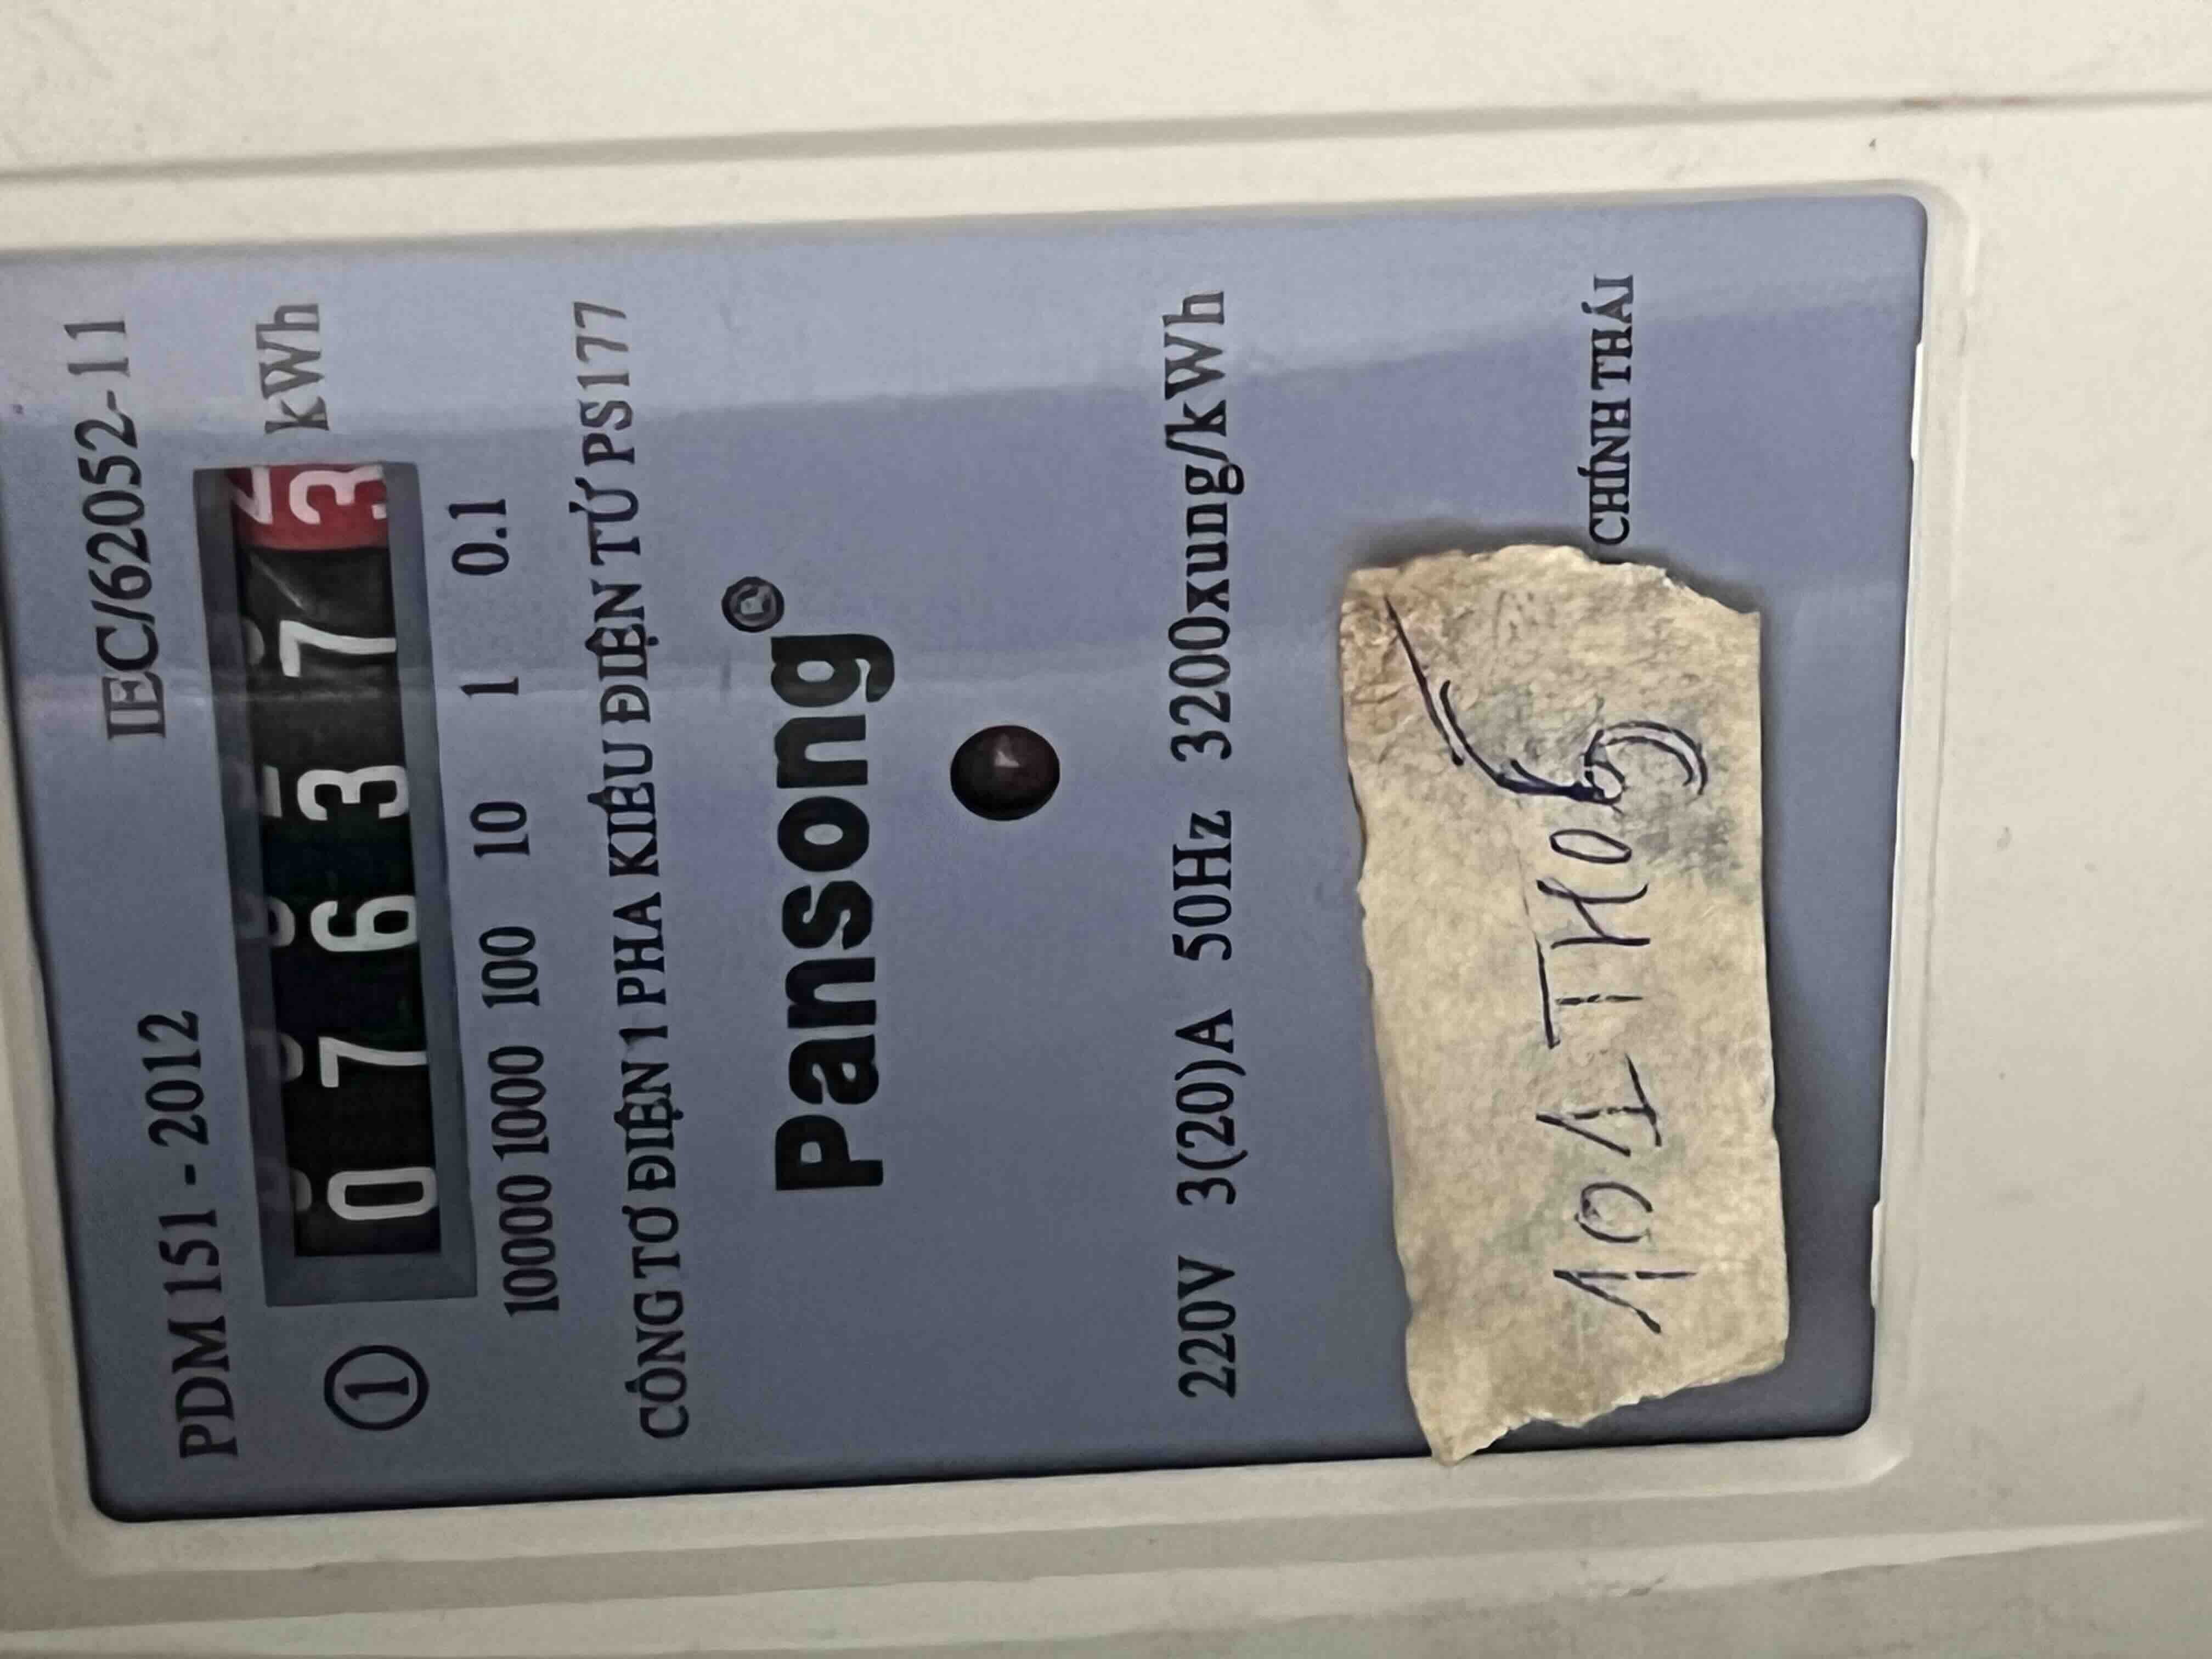 PDM 151 - 2012 IEC/62052-11
1 0 7 6 3 7 3 kWh
10000 1000 100 10 1 0.1
CÔNG TƠ ĐIỆN 1 PHA KIỂU ĐIỆN TỬ PS177
Pansong®
220V 3(20)A 50Hz 3200xung/kWh
101 TH05
CHÍNH THÁI